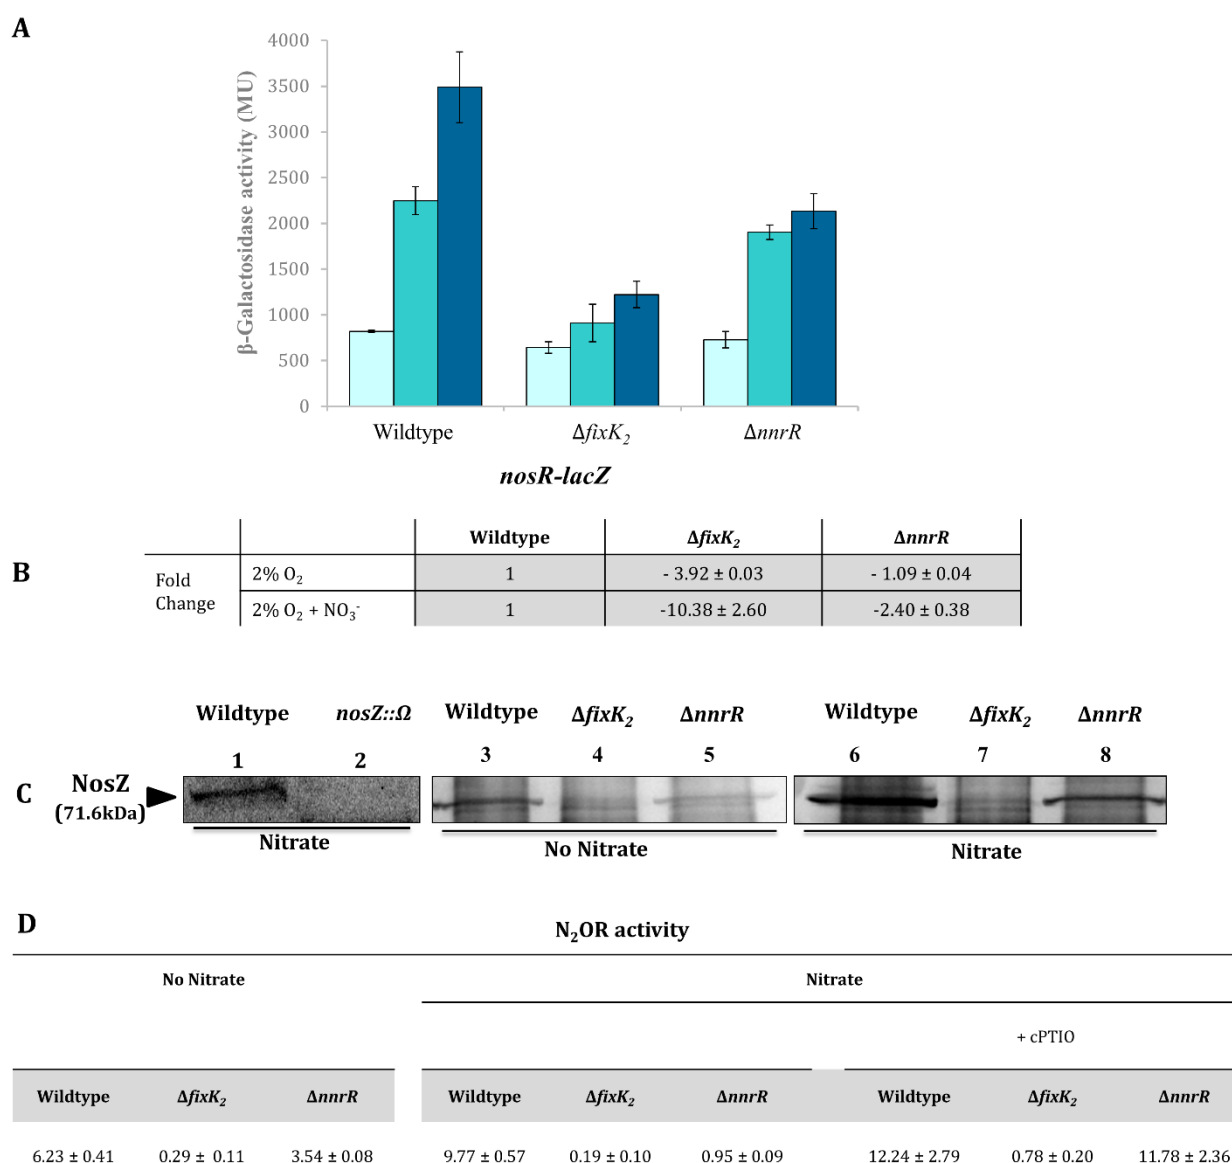 A
β-Galactosidase activity (MU)
4000
3500
3000
2500
2000
1500
1000
500
0
Wildtype ΔfixK₂ ΔnnrR
nosR-lacZ
B
Wildtype ΔfixK₂ ΔnnrR
Fold Change
2% O₂ 1 - 3.92 ± 0.03 - 1.09 ± 0.04
2% O₂ + NO₃⁻ 1 -10.38 ± 2.60 -2.40 ± 0.38
C
Wildtype nosZ::Ω Wildtype ΔfixK₂ ΔnnrR Wildtype ΔfixK₂ ΔnnrR
1 2 3 4 5 6 7 8
NosZ
(71.6kDa)
Nitrate No Nitrate Nitrate
D
N₂OR activity
No Nitrate Nitrate
+ cPTIO
Wildtype ΔfixK₂ ΔnnrR Wildtype ΔfixK₂ ΔnnrR Wildtype ΔfixK₂ ΔnnrR
6.23 ± 0.41 0.29 ± 0.11 3.54 ± 0.08 9.77 ± 0.57 0.19 ± 0.10 0.95 ± 0.09 12.24 ± 2.79 0.78 ± 0.20 11.78 ± 2.36